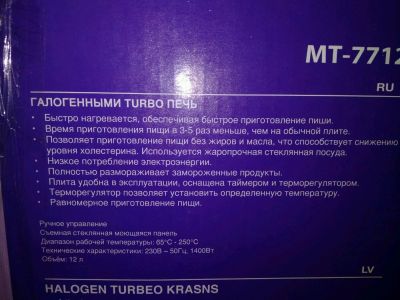 MT-7712
RU
ГАЛОГЕННЫМИ TURBO ПЕЧЬ
• Быстро нагревается, обеспечивая быстрое приготовление пищи.
• Время приготовления пищи в 3-5 раз меньше, чем на обычной плите.
• Позволяет приготовление пищи без жиров и масла, что способствует снижению
уровня холестерина. Используется жаропрочная стеклянная посуда.
• Низкое потребление электроэнергии.
• Полностью размораживает замороженные продукты.
• Плита удобна в эксплуатации, оснащена таймером и терморегулятором.
• Терморегулятор позволяет установить определенную температуру.
• Равномерное приготовление пищи.
Ручное управление
Съемная стеклянная моющаяся панель
Диапазон рабочей температуры: 65°C - 250°C
Технические характеристики: 230В – 50Гц, 1400Вт
Объём: 12 л
LV
HALOGEN TURBEO KRASNS